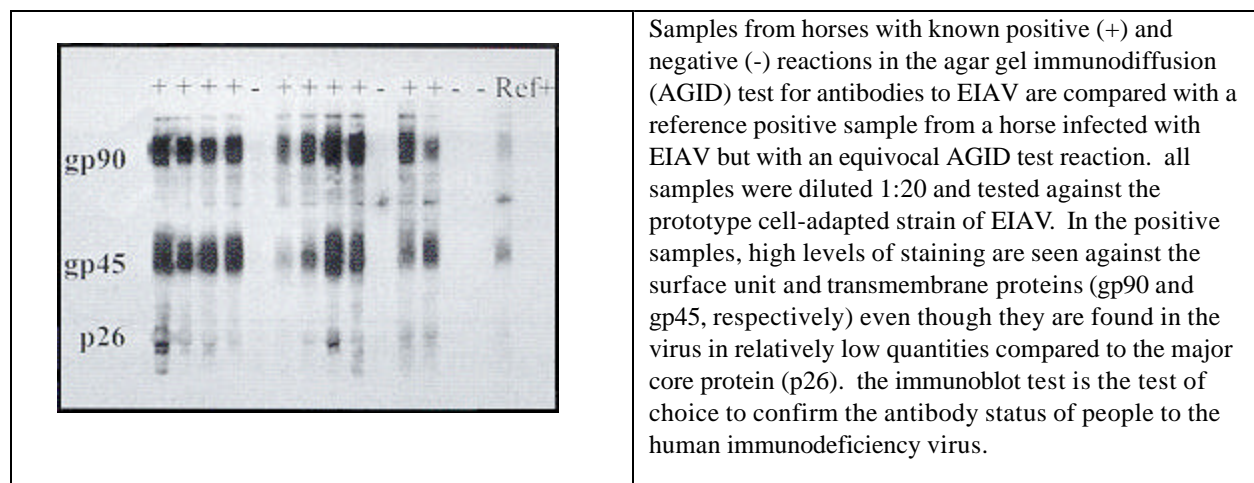 + + + + - + + + + - + + - - Ref+
gp90
gp45
p26
Samples from horses with known positive (+) and
negative (-) reactions in the agar gel immunodiffusion
(AGID) test for antibodies to EIAV are compared with a
reference positive sample from a horse infected with
EIAV but with an equivocal AGID test reaction.  all
samples were diluted 1:20 and tested against the
prototype cell-adapted strain of EIAV.  In the positive
samples, high levels of staining are seen against the
surface unit and transmembrane proteins (gp90 and
gp45, respectively) even though they are found in the
virus in relatively low quantities compared to the major
core protein (p26).  the immunoblot test is the test of
choice to confirm the antibody status of people to the
human immunodeficiency virus.